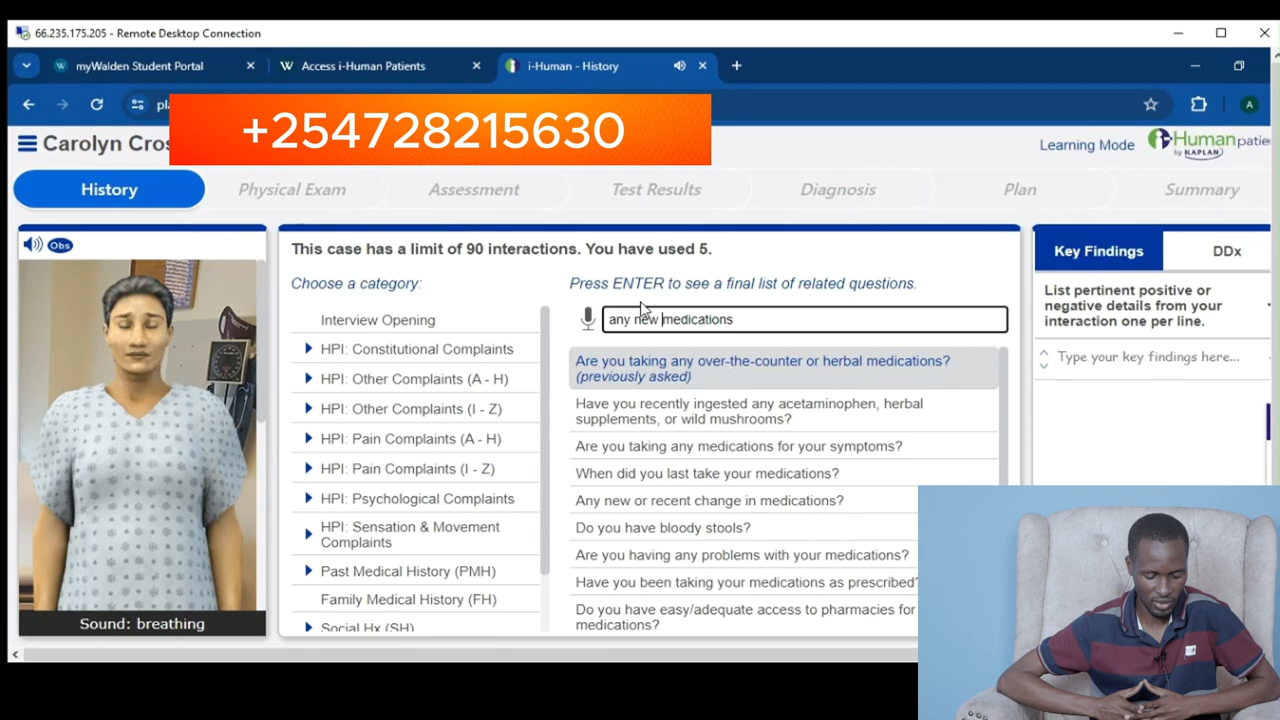 66.235.175.205 - Remote Desktop Connection
myWalden Student Portal
Access i-Human Patients
i-Human - History
+254728215630
Carolyn Cros
Learning Mode
i-Human patie
by KAPLAN
History
Physical Exam
Assessment
Test Results
Diagnosis
Plan
Summary
Obs
This case has a limit of 90 interactions. You have used 5.
Key Findings
DDx
Choose a category:
Press ENTER to see a final list of related questions.
List pertinent positive or
negative details from your
interaction one per line.
Type your key findings here...
any new medications
Interview Opening
HPI: Constitutional Complaints
HPI: Other Complaints (A - H)
HPI: Other Complaints (I - Z)
HPI: Pain Complaints (A - H)
HPI: Pain Complaints (I - Z)
HPI: Psychological Complaints
HPI: Sensation & Movement
Complaints
Past Medical History (PMH)
Family Medical History (FH)
Social Hx (SH)
Are you taking any over-the-counter or herbal medications?
(previously asked)
Have you recently ingested any acetaminophen, herbal
supplements, or wild mushrooms?
Are you taking any medications for your symptoms?
When did you last take your medications?
Any new or recent change in medications?
Do you have bloody stools?
Are you having any problems with your medications?
Have you been taking your medications as prescribed?
Do you have easy/adequate access to pharmacies for
medications?
Sound: breathing